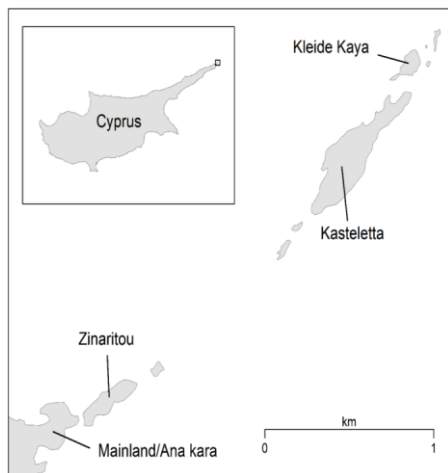 Kleide Kaya
Cyprus
Kasteletta
Zinaritou
Mainland/Ana kara
km
0 1